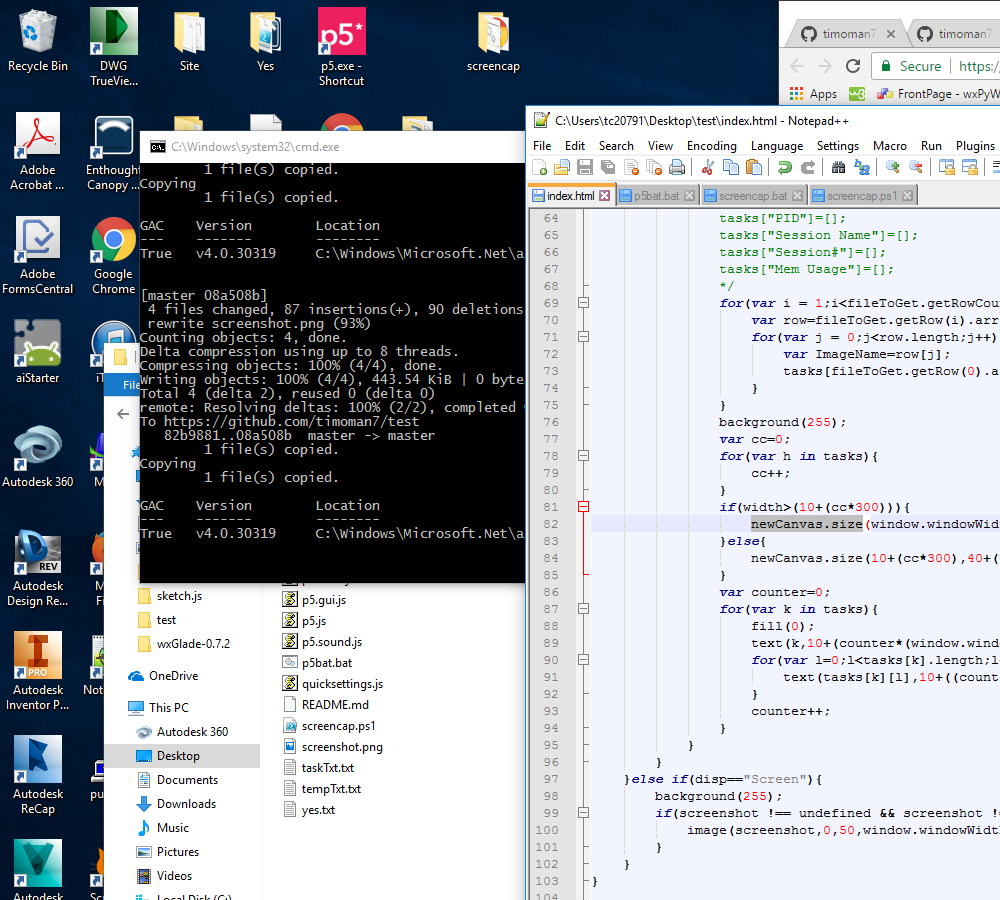 Recycle Bin
DWG
TrueVie...
Site
Yes
p5*
p5.exe -
Shortcut
screencap
Adobe
Acrobat ...
Enthought
Canopy ...
Adobe
FormsCentral
Google
Chrome
aiStarter
Autodesk 360
REV
Autodesk
Design Re...
PRO
Autodesk
Inventor P...
Autodesk
ReCap
Autodesk
timoman7
timoman7
Secure
https:/
Apps
w3
FrontPage - wxPyW
C:\Windows\system32\cmd.exe
1 file(s) copied.
Copying
1 file(s) copied.
GAC Version Location
--- ------- --------
True v4.0.30319 C:\Windows\Microsoft.Net\a
[master 08a508b]
4 files changed, 87 insertions(+), 90 deletions
rewrite screenshot.png (93%)
Counting objects: 4, done.
Delta compression using up to 8 threads.
Compressing objects: 100% (4/4), done.
Writing objects: 100% (4/4), 443.54 KiB | 0 byte
Total 4 (delta 2), reused 0 (delta 0)
remote: Resolving deltas: 100% (2/2), completed
To https://github.com/timoman7/test
82b9881..08a508b master -> master
1 file(s) copied.
Copying
1 file(s) copied.
GAC Version Location
--- ------- --------
True v4.0.30319 C:\Windows\Microsoft.Net\a
File
sketch.js
test
wxGlade-0.7.2
OneDrive
This PC
Autodesk 360
Desktop
Documents
Downloads
Music
Pictures
Videos
Local Disk (C:)
p5.gui.js
p5.js
p5.sound.js
p5bat.bat
quicksettings.js
README.md
screencap.ps1
screenshot.png
taskTxt.txt
tempTxt.txt
yes.txt
C:\Users\tc20791\Desktop\test\index.html - Notepad++
File Edit Search View Encoding Language Settings Macro Run Plugins
index.html p5bat.bat screencap.bat screencap.ps1
64 tasks["PID"]=[];
65 tasks["Session Name"]=[];
66 tasks["Session#"]=[];
67 tasks["Mem Usage"]=[];
68 */
69 for(var i = 1;i<fileToGet.getRowCou
70 var row=fileToGet.getRow(i).arr
71 for(var j = 0;j<row.length;j++)
72 var ImageName=row[j];
73 tasks[fileToGet.getRow(0).a
74 }
75 }
76 background(255);
77 var cc=0;
78 for(var h in tasks){
79 cc++;
80 }
81 if(width>(10+(cc*300))){
82 newCanvas.size(window.windowWid
83 }else{
84 newCanvas.size(10+(cc*300),40+(
85 }
86 var counter=0;
87 for(var k in tasks){
88 fill(0);
89 text(k,10+(counter*(window.wind
90 for(var l=0;l<tasks[k].length;l
91 text(tasks[k][l],10+((count
92 }
93 counter++;
94 }
95 }
96 }
97 }else if(disp=="Screen"){
98 background(255);
99 if(screenshot !== undefined && screenshot !
100 image(screenshot,0,50,window.windowWidt
101 }
102 }
103 }
104